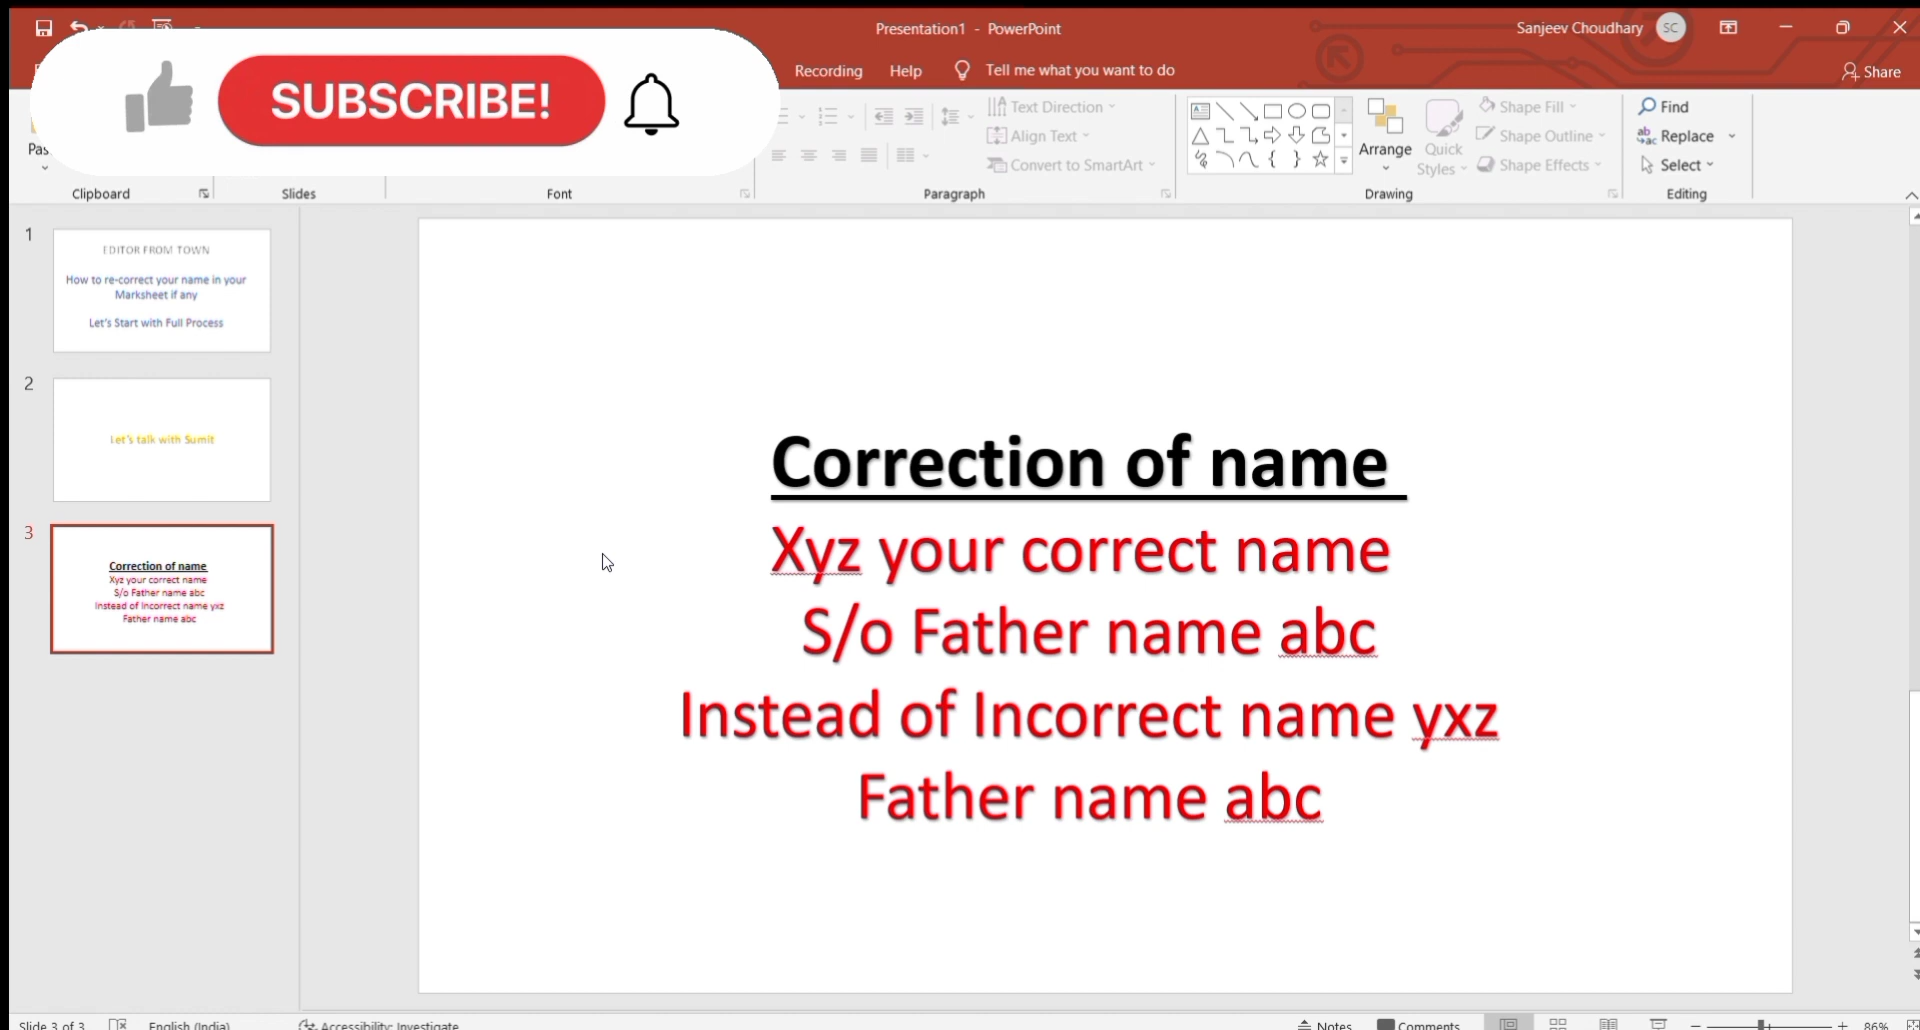 Presentation1 - PowerPoint
Sanjeev Choudhary
SC
SUBSCRIBE!
Recording
Help
Tell me what you want to do
Share
Text Direction
Align Text
Convert to SmartArt
Arrange
Quick
Styles
Shape Fill
Shape Outline
Shape Effects
Find
Replace
Select
Pas
Clipboard
Slides
Font
Paragraph
Drawing
Editing
1
EDITOR FROM TOWN
How to re-correct your name in your
Marksheet if any
Let's Start with Full Process
2
Let's talk with Sumit
3
Correction of name
Xyz your correct name
S/o Father name abc
Instead of Incorrect name yxz
Father name abc
Correction of name
Xyz your correct name
S/o Father name abc
Instead of Incorrect name yxz
Father name abc
Slide 3 of 3
English (India)
Accessibility: Investigate
Notes
Comments
86%